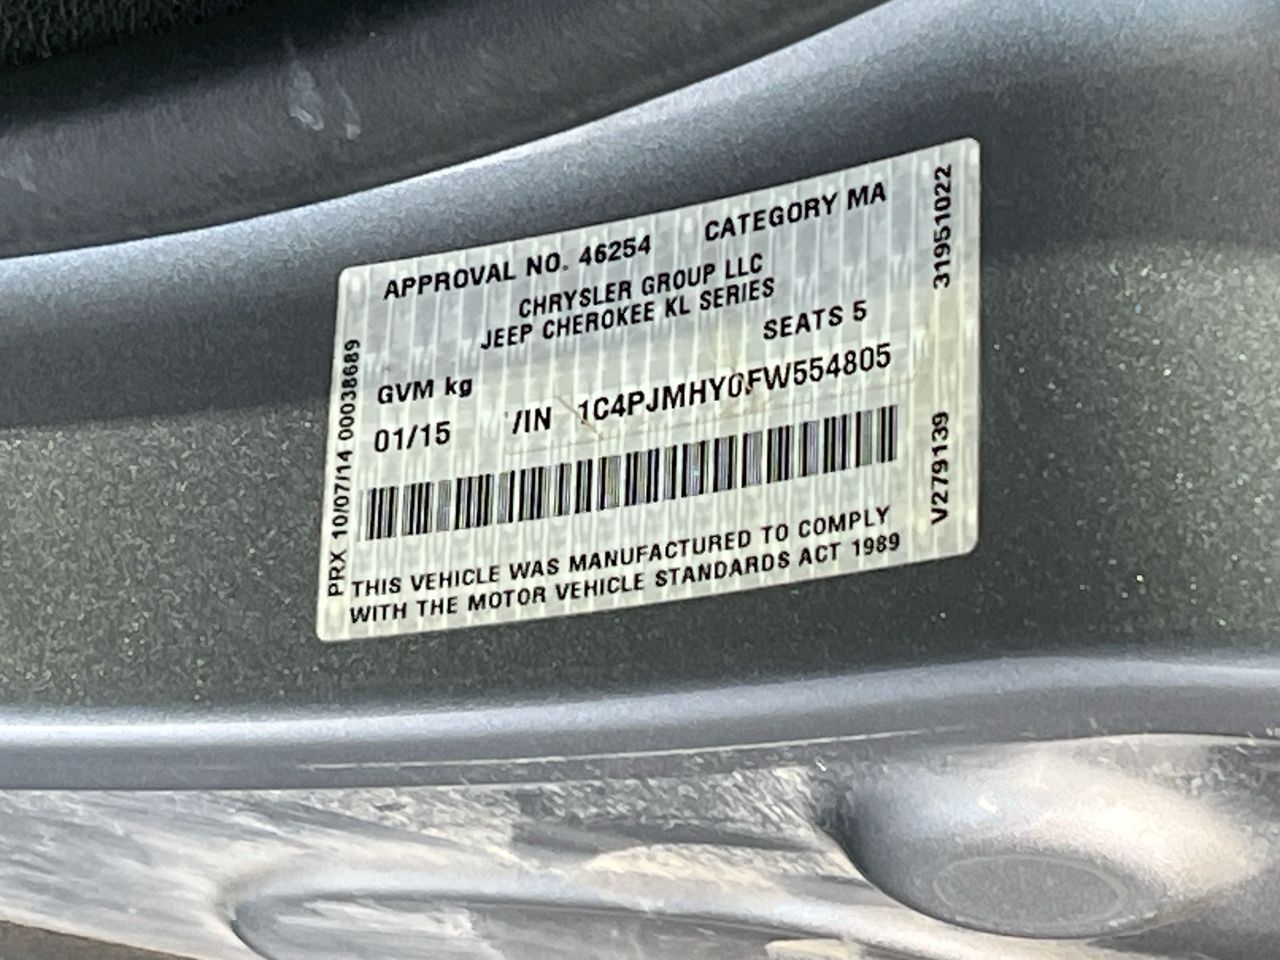 APPROVAL NO. 46254 CATEGORY MA
CHRYSLER GROUP LLC
JEEP CHEROKEE KL SERIES
SEATS 5
GVM kg
01/15 /IN 1C4PJMHY0FW554805
THIS VEHICLE WAS MANUFACTURED TO COMPLY
WITH THE MOTOR VEHICLE STANDARDS ACT 1989
PRX 10/07/14 00038689
31951022
V279139